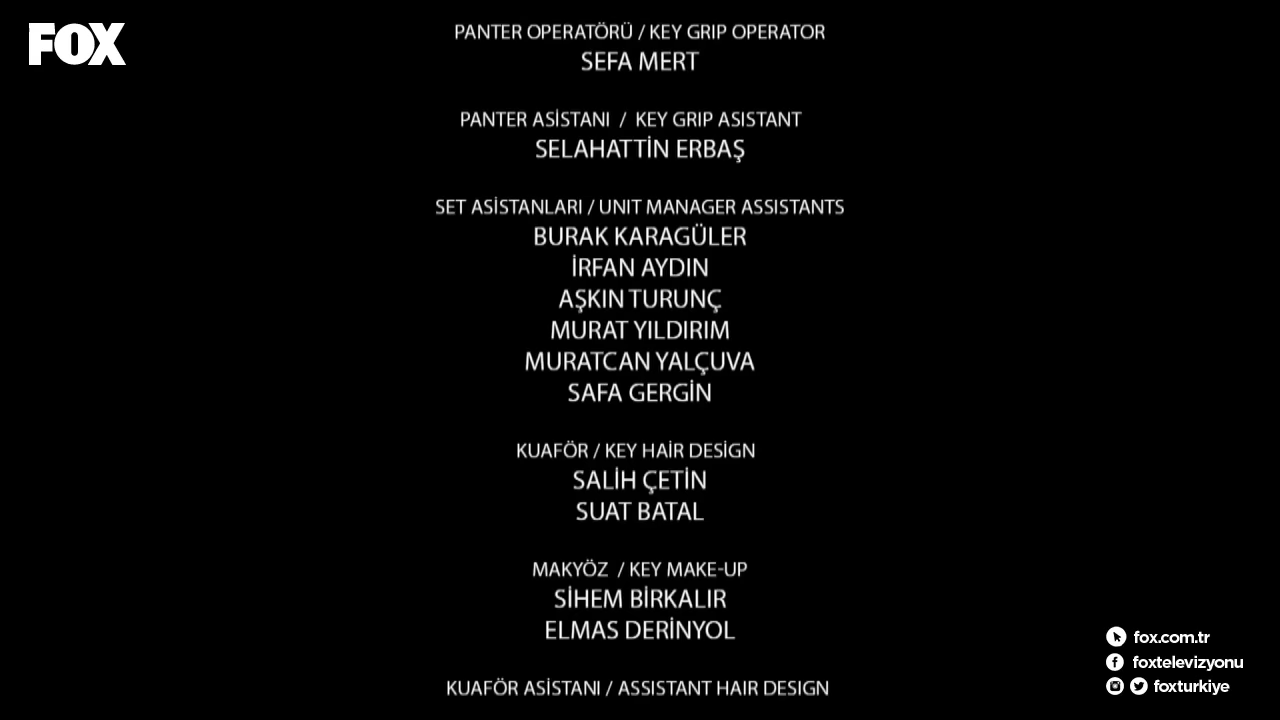 FOX
PANTER OPERATÖRÜ / KEY GRIP OPERATOR
SEFA MERT
PANTER ASİSTANI / KEY GRIP ASISTANT
SELAHATTİN ERBAŞ
SET ASİSTANLARI / UNIT MANAGER ASSISTANTS
BURAK KARAGÜLER
İRFAN AYDIN
AŞKIN TURUNÇ
MURAT YILDIRIM
MURATCAN YALÇUVA
SAFA GERGİN
KUAFÖR / KEY HAİR DESİGN
SALİH ÇETİN
SUAT BATAL
MAKYÖZ / KEY MAKE-UP
SİHEM BİRKALIR
ELMAS DERİNYOL
KUAFÖR ASİSTANI / ASSISTANT HAIR DESIGN
fox.com.tr
foxtelevizyonu
foxturkiye